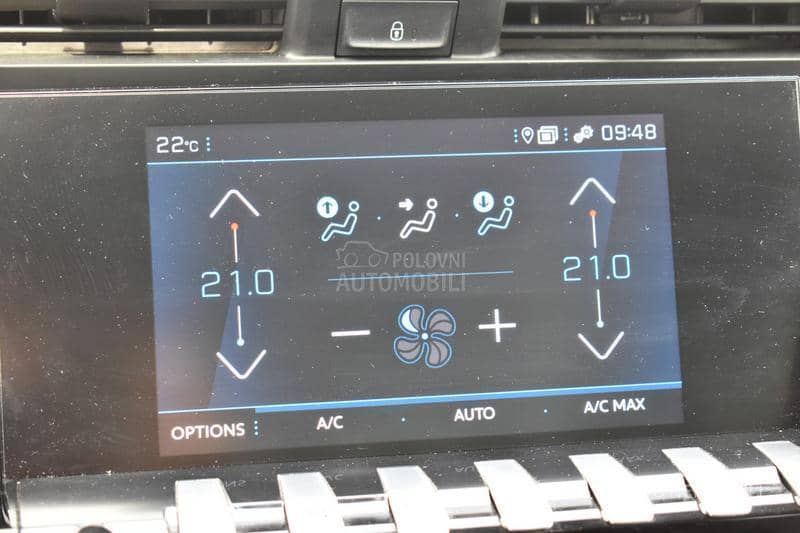 22°C
09:48
21.0
21.0
POLOVNI
AUTOMOBILI
OPTIONS
A/C
AUTO
A/C MAX